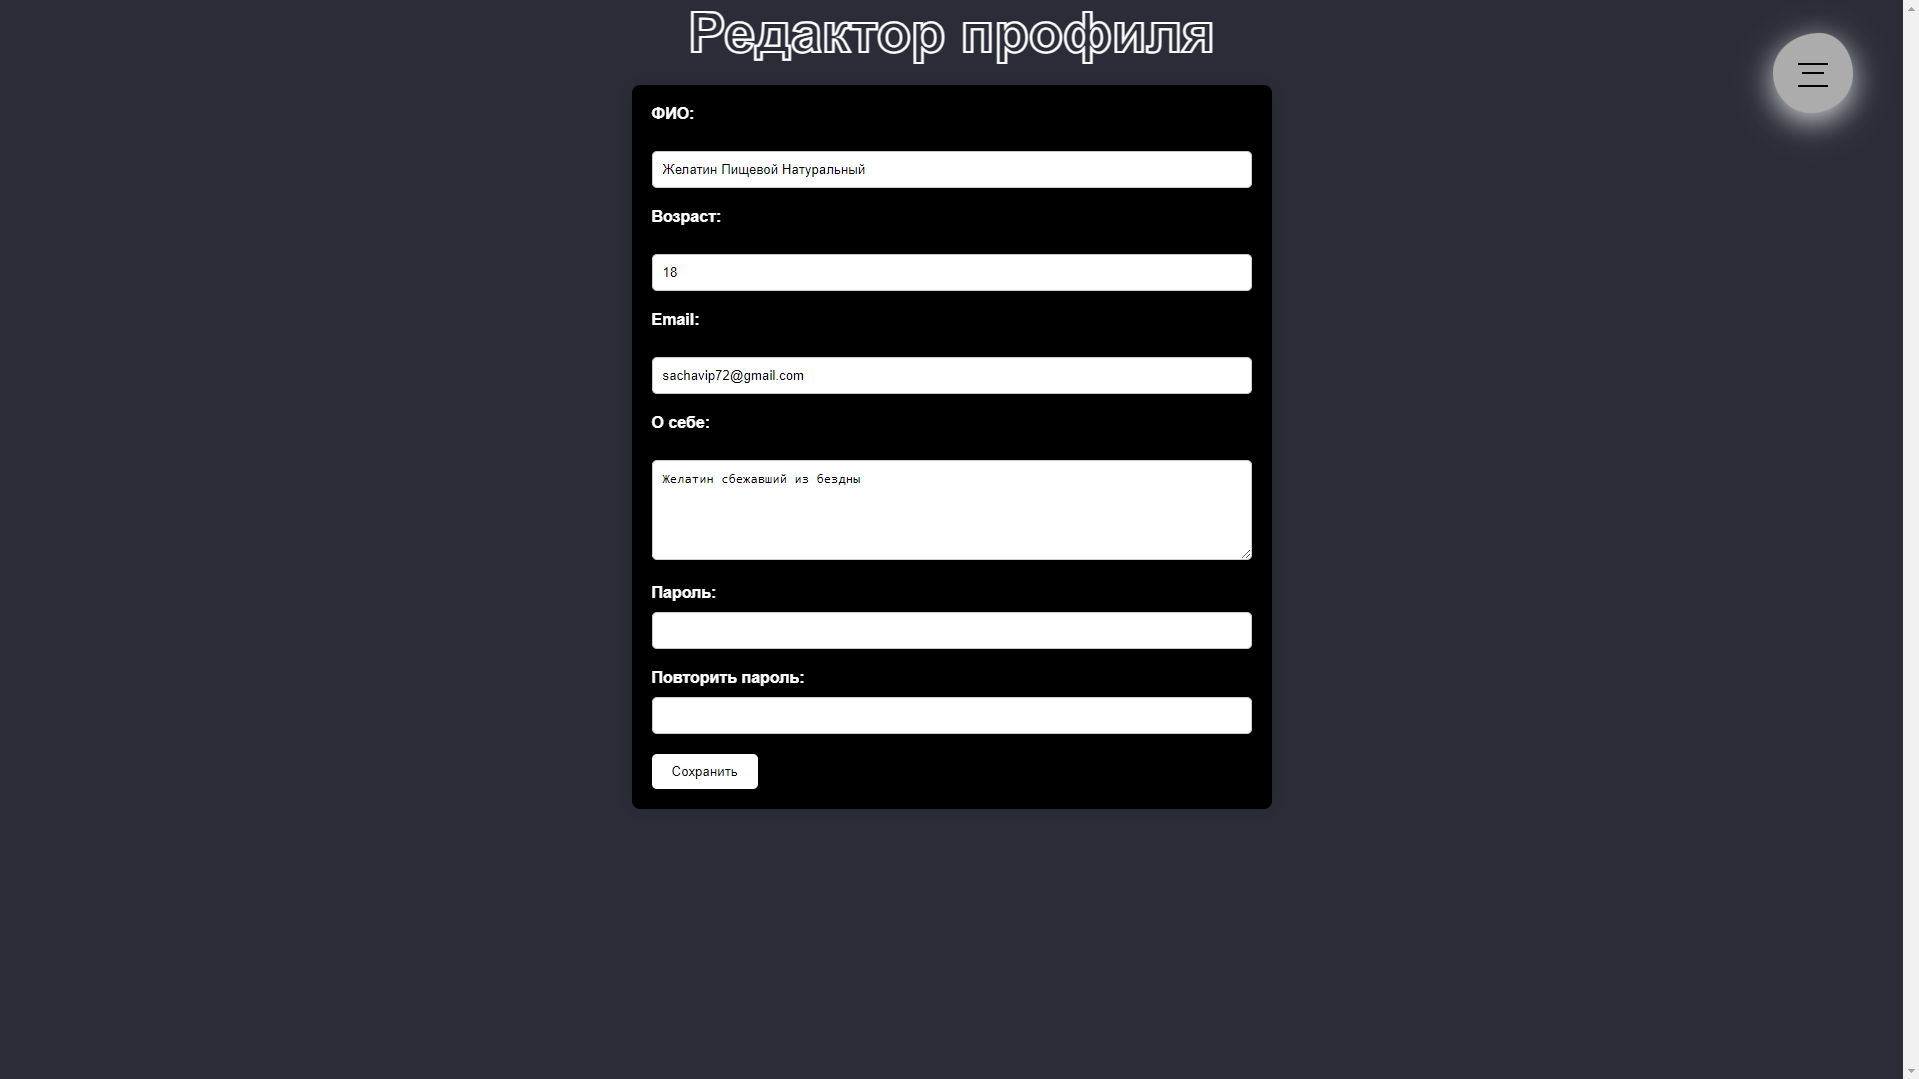 Редактор профиля
ФИО:
Желатин Пищевой Натуральный
Возраст:
18
Email:
sachavip72@gmail.com
О себе:
Желатин сбежавший из бездны
Пароль:
Повторить пароль:
Сохранить